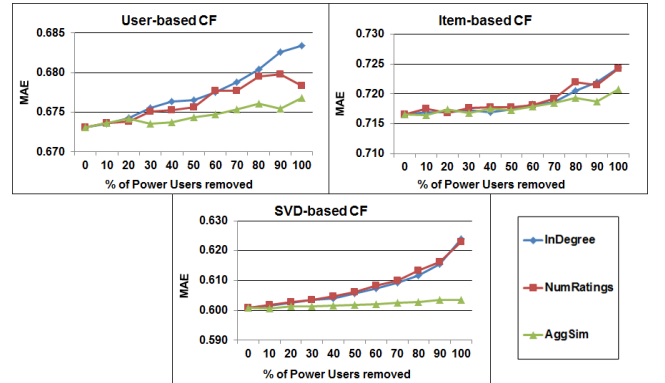 User-based CF
0.685
0.680
0.675
0.670
MAE
0 10 20 30 40 50 60 70 80 90 100
% of Power Users removed
Item-based CF
0.730
0.725
0.720
0.715
0.710
MAE
0 10 20 30 40 50 60 70 80 90 100
% of Power Users removed
SVD-based CF
0.630
0.620
0.610
0.600
0.590
MAE
0 10 20 30 40 50 60 70 80 90 100
% of Power Users removed
InDegree
NumRatings
AggSim